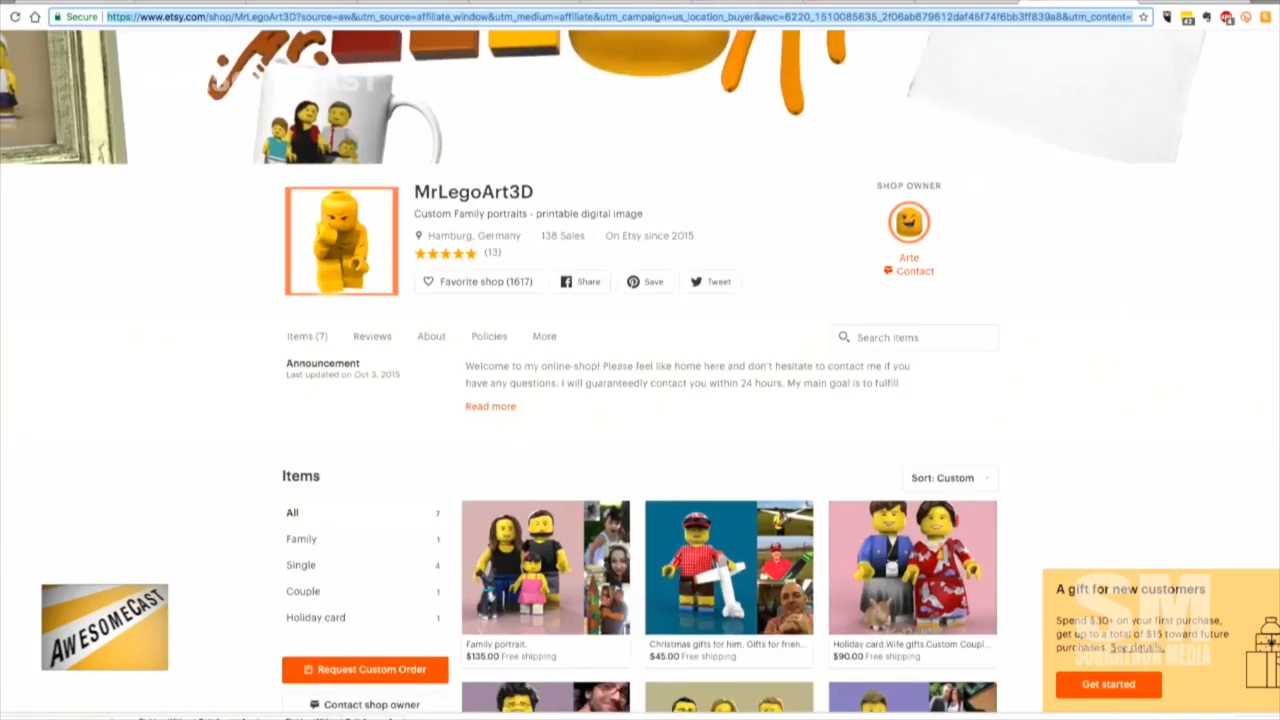 Secure https://www.etsy.com/shop/MrLegoArt3D?source=aw&utm_source=affiliate_window&utm_medium=affiliate&utm_campaign=us_location_buyer&awc=6220_1510085635_2f06ab679612daf45f74f6bb3ff839a8&utm_content=
MrLegoArt3D
SHOP OWNER
Custom Family portraits - printable digital image
Hamburg, Germany 138 Sales On Etsy since 2015
(13)
Arte
Contact
Favorite shop (1617) Share Save Tweet
Items (7) Reviews About Policies More Search items
Announcement
Last updated on Oct 3, 2015
Welcome to my online-shop! Please feel like home here and don't hesitate to contact me if you
have any questions. I will guaranteedly contact you within 24 hours. My main goal is to fulfill
Read more
Items
Sort: Custom
All 7
Family 1
Single 4
Couple 1
Holiday card 1
Request Custom Order
Contact shop owner
Family portrait.
$135.00 Free shipping
Christmas gifts for him, Gifts for frien...
$45.00 Free shipping
Holiday card,Wife gifts,Custom Coupl...
$90.00 Free shipping
AWESOMECAST
A gift for new customers
Spend $30+ on your first purchase,
get up to a total of $15 toward future
purchases. See details.
Get started
SM
SORGATRON MEDIA